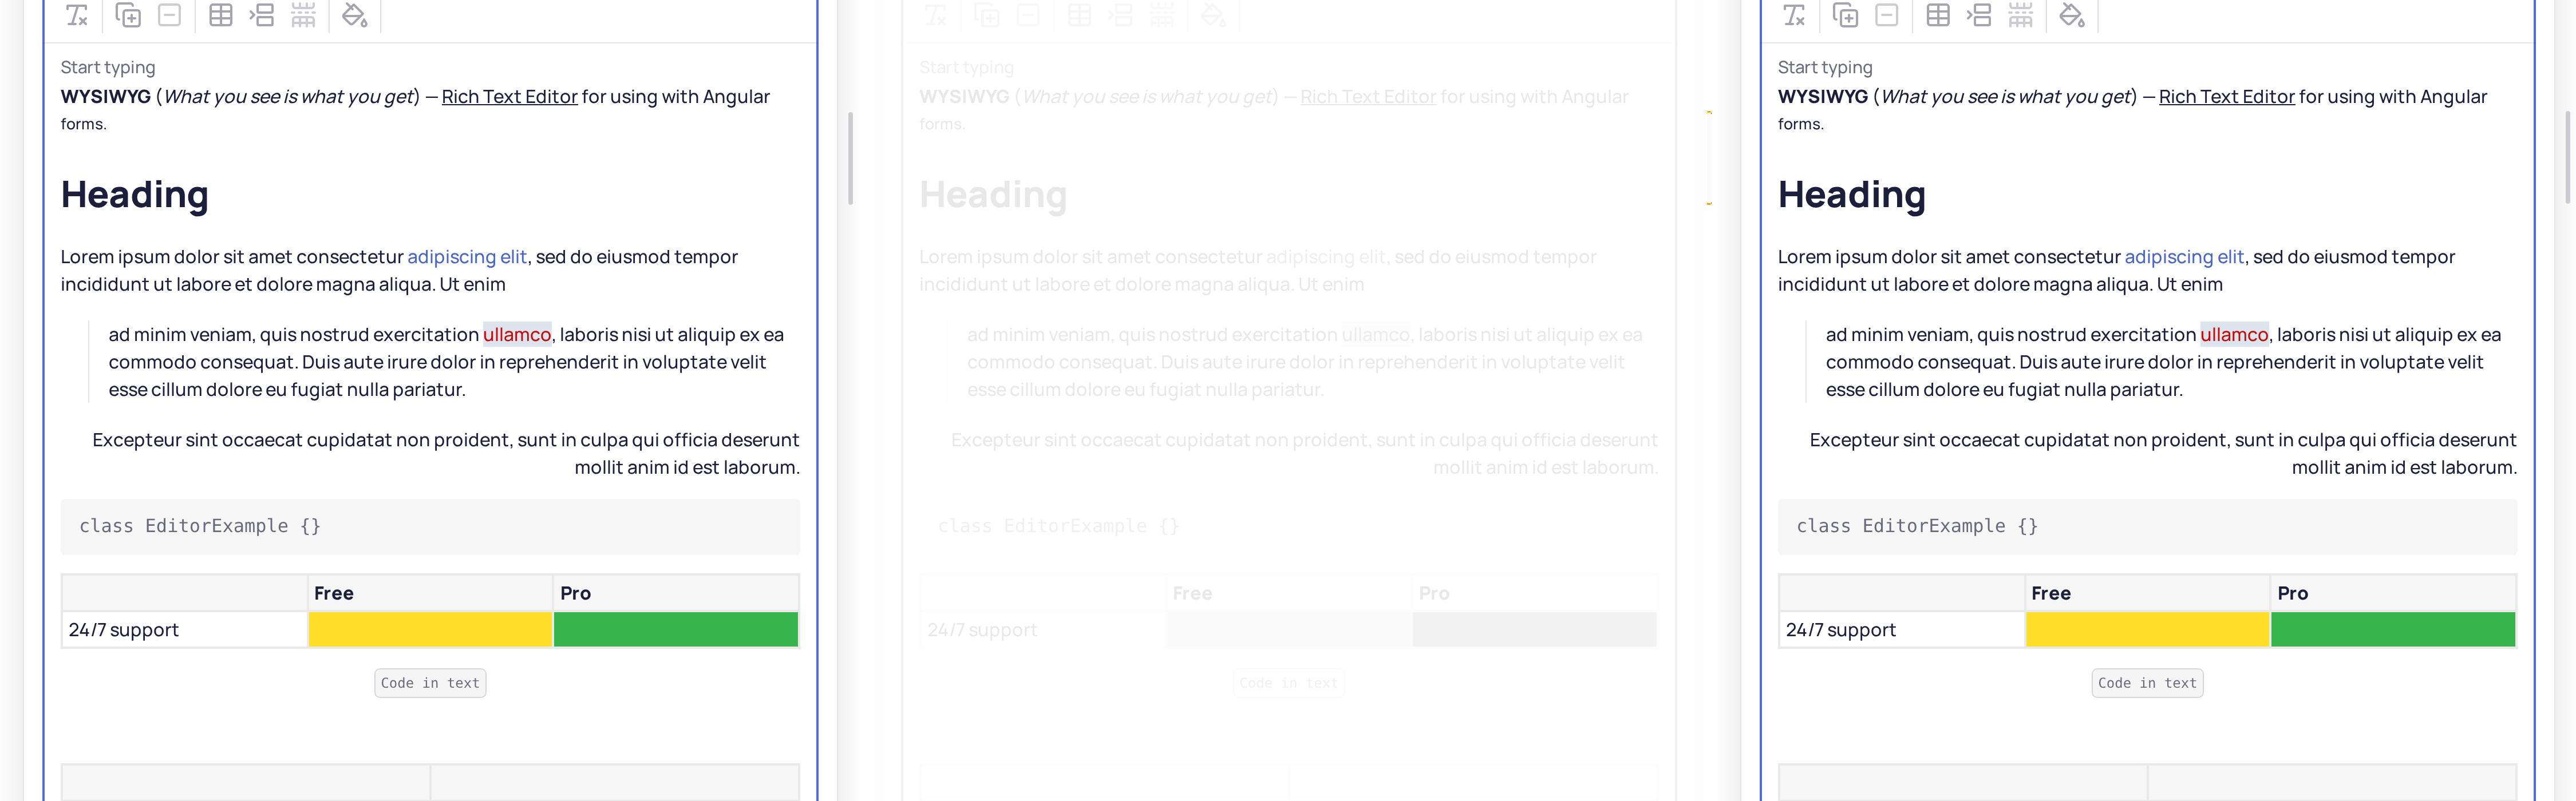 Start typing
WYSIWYG (What you see is what you get) — Rich Text Editor for using with Angular
forms.
Heading
Lorem ipsum dolor sit amet consectetur adipiscing elit, sed do eiusmod tempor
incididunt ut labore et dolore magna aliqua. Ut enim
ad minim veniam, quis nostrud exercitation ullamco, laboris nisi ut aliquip ex ea
commodo consequat. Duis aute irure dolor in reprehenderit in voluptate velit
esse cillum dolore eu fugiat nulla pariatur.
Excepteur sint occaecat cupidatat non proident, sunt in culpa qui officia deserunt
mollit anim id est laborum.
class EditorExample {}
Free Pro
24/7 support
Code in text
Start typing
WYSIWYG (What you see is what you get) — Rich Text Editor for using with Angular
forms.
Heading
Lorem ipsum dolor sit amet consectetur adipiscing elit, sed do eiusmod tempor
incididunt ut labore et dolore magna aliqua. Ut enim
ad minim veniam, quis nostrud exercitation ullamco, laboris nisi ut aliquip ex ea
commodo consequat. Duis aute irure dolor in reprehenderit in voluptate velit
esse cillum dolore eu fugiat nulla pariatur.
Excepteur sint occaecat cupidatat non proident, sunt in culpa qui officia deserunt
mollit anim id est laborum.
class EditorExample {}
Free Pro
24/7 support
Code in text
Start typing
WYSIWYG (What you see is what you get) — Rich Text Editor for using with Angular
forms.
Heading
Lorem ipsum dolor sit amet consectetur adipiscing elit, sed do eiusmod tempor
incididunt ut labore et dolore magna aliqua. Ut enim
ad minim veniam, quis nostrud exercitation ullamco, laboris nisi ut aliquip ex ea
commodo consequat. Duis aute irure dolor in reprehenderit in voluptate velit
esse cillum dolore eu fugiat nulla pariatur.
Excepteur sint occaecat cupidatat non proident, sunt in culpa qui officia deserunt
mollit anim id est laborum.
class EditorExample {}
Free Pro
24/7 support
Code in text